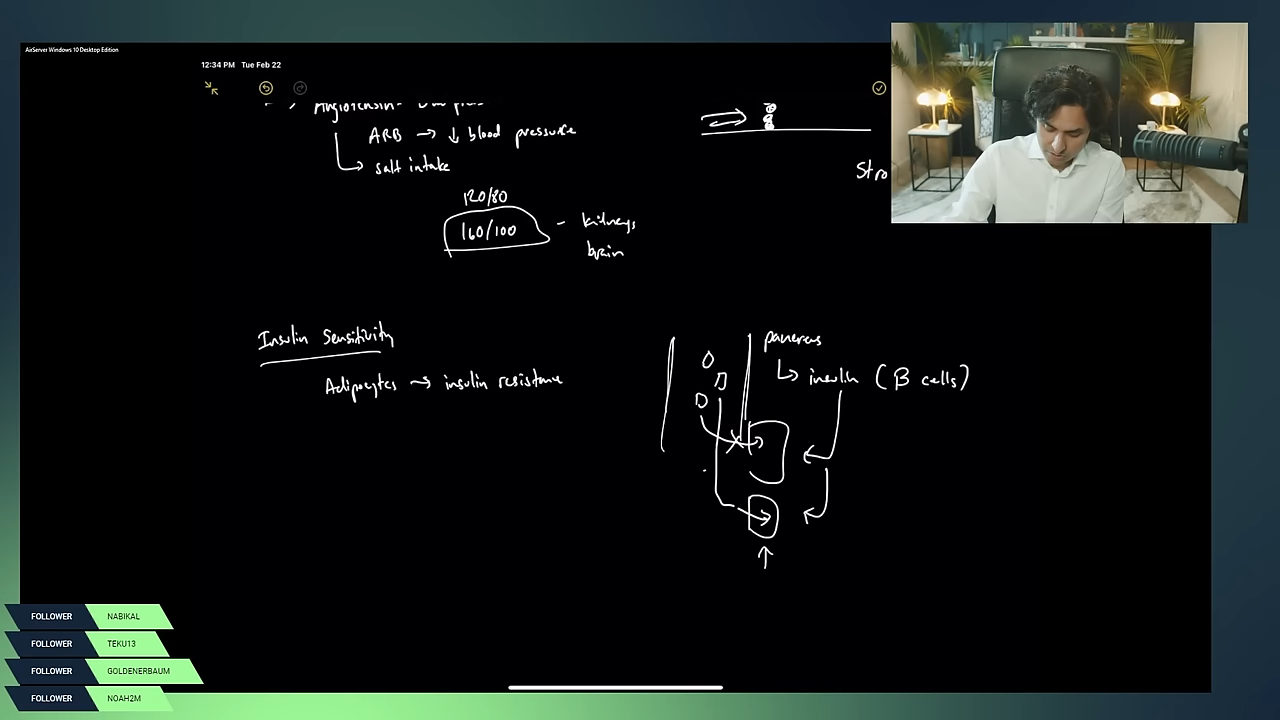 AirServer Windows 10 Desktop Edition
12:34 PM Tue Feb 22
ARB → ↓ blood pressure
salt intake
Stro
120/80
160/100 - kidneys
brain
Insulin Sensitivity
Adipocytes → insulin resistance
pancreas
insulin (B cells)
FOLLOWER NABIKAL
FOLLOWER TEKU13
FOLLOWER GOLDENERBAUM
FOLLOWER NOAH2M